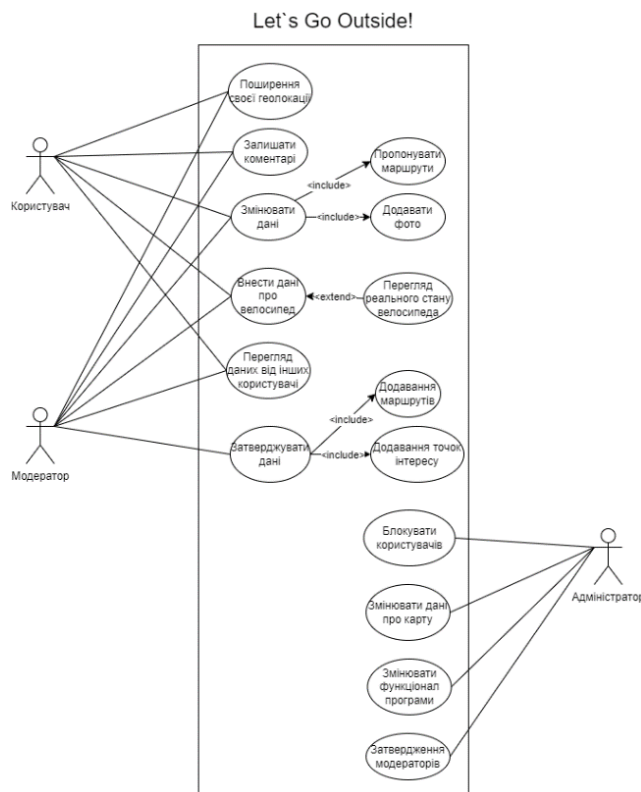 Let`s Go Outside!
Поширення
своєї геолокації
Залишати
коментарі
Пропонувати
маршрути
<include>
Користувач
Змінювати
дані
<include>
Додавати
фото
Внести дані
про
велосипед
<extend>
Перегляд
реального стану
велосипеда
Перегляд
даних від інших
користувачі
Додавання
маршрутів
<include>
Модератор
Затверджувати
дані
<include>
Додавання точок
інтересу
Блокувати
користувачів
Адміністратор
Змінювати дані
про карту
Змінювати
функціонал
програми
Затвердження
модераторів